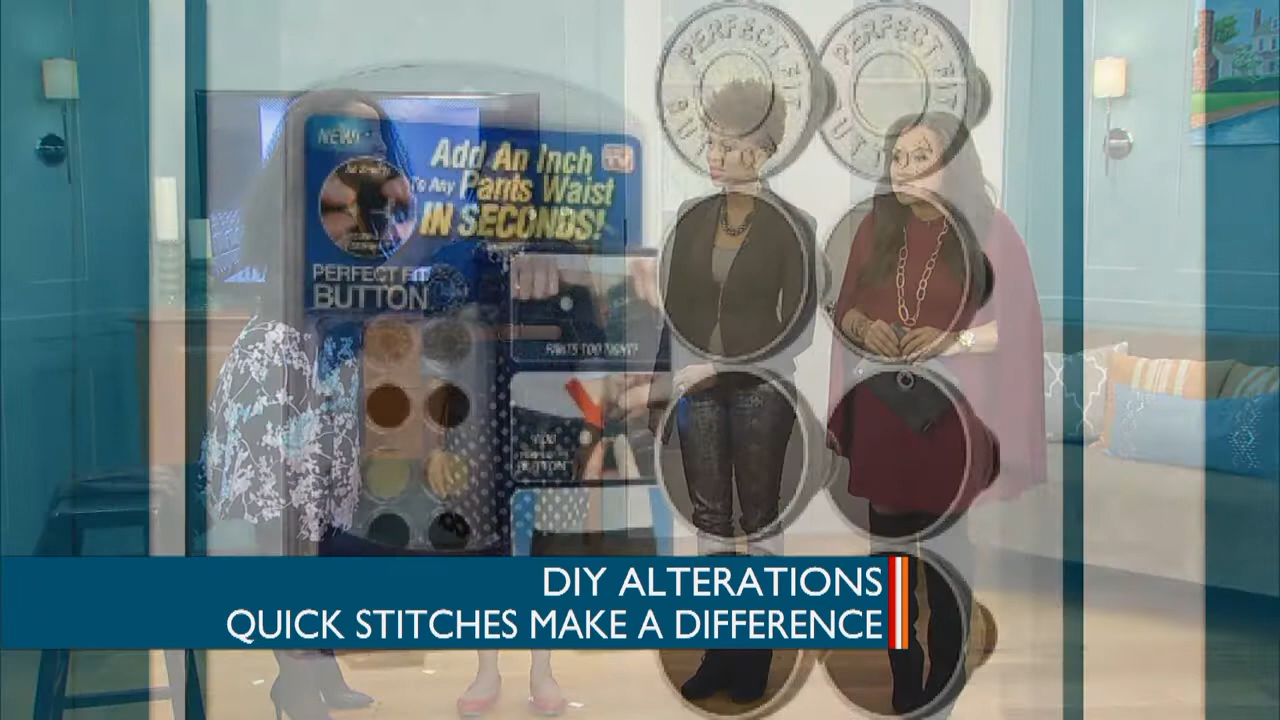 PERFECT FIT
PERFECT FIT
NEW!
Add An Inch
To Any Pants Waist
IN SECONDS!
PERFECT FIT
BUTTON
PANTS TOO TIGHT?
BUTTON
DIY ALTERATIONS
QUICK STITCHES MAKE A DIFFERENCE